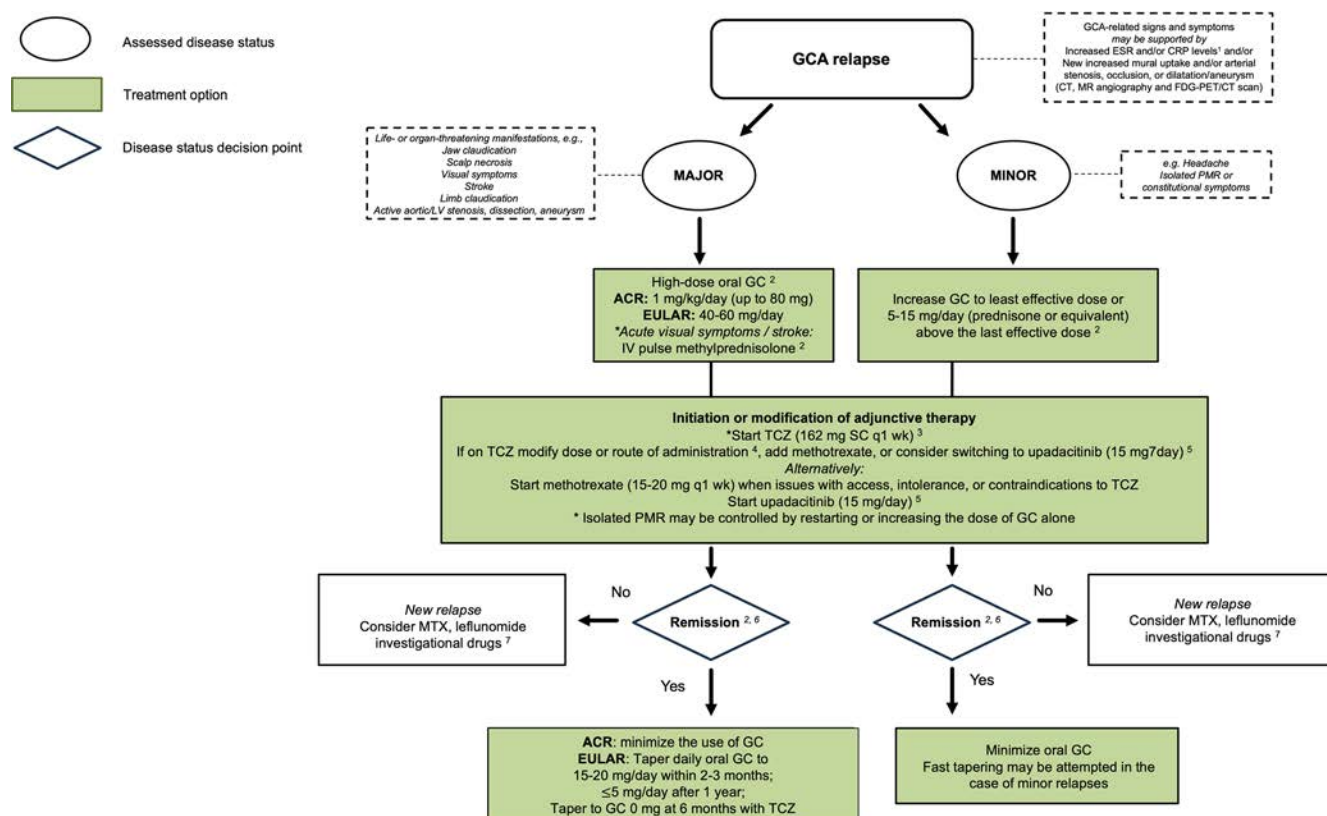 Assessed disease status
Treatment option
Disease status decision point
GCA relapse
GCA-related signs and symptoms
may be supported by
Increased ESR and/or CRP levels¹ and/or
New increased mural uptake and/or arterial
stenosis, occlusion, or dilatation/aneurysm
(CT, MR angiography and FDG-PET/CT scan)
Life- or organ-threatening manifestations, e.g.,
Jaw claudication
Scalp necrosis
Visual symptoms
Stroke
Limb claudication
Active aortic/LV stenosis, dissection, aneurysm
MAJOR
MINOR
e.g. Headache
Isolated PMR or
constitutional symptoms
High-dose oral GC ²
ACR: 1 mg/kg/day (up to 80 mg)
EULAR: 40-60 mg/day
*Acute visual symptoms / stroke:
IV pulse methylprednisolone ²
Increase GC to least effective dose or
5-15 mg/day (prednisone or equivalent)
above the last effective dose ²
Initiation or modification of adjunctive therapy
*Start TCZ (162 mg SC q1 wk) ³
If on TCZ modify dose or route of administration ⁴, add methotrexate, or consider switching to upadacitinib (15 mg7day) ⁵
Alternatively:
Start methotrexate (15-20 mg q1 wk) when issues with access, intolerance, or contraindications to TCZ
Start upadacitinib (15 mg/day) ⁵
* Isolated PMR may be controlled by restarting or increasing the dose of GC alone
No
New relapse
Consider MTX, leflunomide
investigational drugs ⁷
Remission ²˒ ⁶
Yes
Remission ²˒ ⁶
No
New relapse
Consider MTX, leflunomide
investigational drugs ⁷
Yes
ACR: minimize the use of GC
EULAR: Taper daily oral GC to
15-20 mg/day within 2-3 months;
≤5 mg/day after 1 year;
Taper to GC 0 mg at 6 months with TCZ
Minimize oral GC
Fast tapering may be attempted in the
case of minor relapses